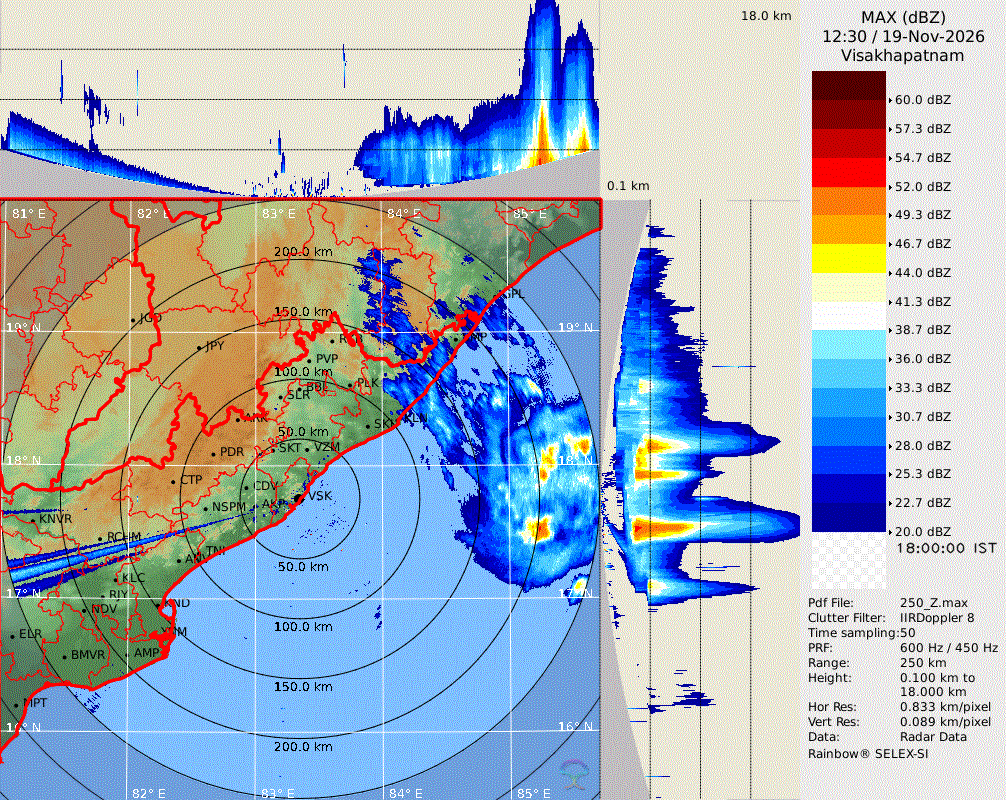 18.0 km
0.1 km
MAX (dBZ)
12:30 / 19-Nov-2026
Visakhapatnam
60.0 dBZ
57.3 dBZ
54.7 dBZ
52.0 dBZ
49.3 dBZ
46.7 dBZ
44.0 dBZ
41.3 dBZ
38.7 dBZ
36.0 dBZ
33.3 dBZ
30.7 dBZ
28.0 dBZ
25.3 dBZ
22.7 dBZ
20.0 dBZ
18:00:00 IST
Pdf File: 250_Z.max
Clutter Filter: IIRDoppler 8
Time sampling:50
PRF: 600 Hz / 450 Hz
Range: 250 km
Height: 0.100 km to
18.000 km
Hor Res: 0.833 km/pixel
Vert Res: 0.089 km/pixel
Data: Radar Data
Rainbow® SELEX-SI
81° E 82° E 83° E 84° E 85° E
200.0 km
150.0 km
100.0 km
50.0 km
50.0 km
100.0 km
150.0 km
200.0 km
19° N 19° N
18° N 18° N
17° N 17° N
16° N 16° N
JGD
JPY
PVP
PLK
SLR
PDR
SKT VZM
CTP
CDV
NSPM
VSK
KNVR
TNI
KLC
RJY
NDV
KND
ELR
BMVR
AMP
MPT
82° E 83° E 84° E 85° E